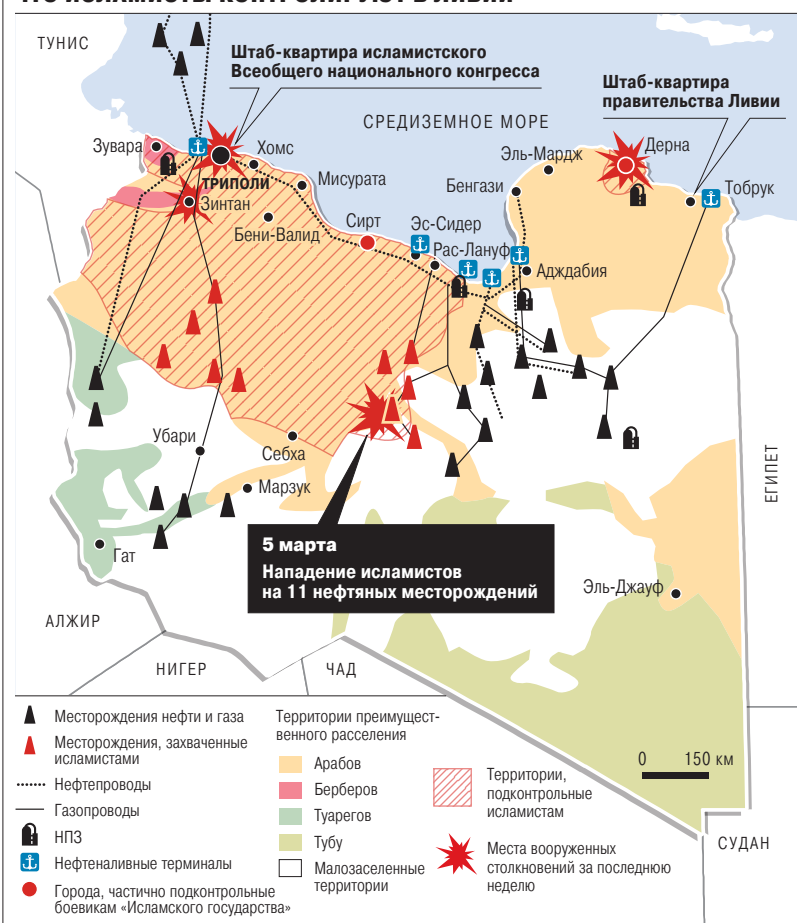 ЧТО ИСЛАМИСТЫ КОНТРОЛИРУЮТ В ЛИВИИ
ТУНИС
Штаб-квартира исламистского
Всеобщего национального конгресса
Штаб-квартира
правительства Ливии
СРЕДИЗЕМНОЕ МОРЕ
Зувара
Хомс
ТРИПОЛИ
Зинтан
Мисурата
Бени-Валид
Сирт
Эс-Сидер
Рас-Лануф
Бенгази
Эль-Мардж
Дерна
Тобрук
Адждабия
Убари
Себха
Марзук
Гат
5 марта
Нападение исламистов
на 11 нефтяных месторождений
Эль-Джауф
ЕГИПЕТ
АЛЖИР
НИГЕР
ЧАД
СУДАН
0 150 км
Месторождения нефти и газа
Месторождения, захваченные
исламистами
Нефтепроводы
Газопроводы
НПЗ
Нефтеналивные терминалы
Города, частично подконтрольные
боевикам «Исламского государства»
Территории преимущест-
венного расселения
Арабов
Берберов
Туарегов
Тубу
Малозаселенные
территории
Территории,
подконтрольные
исламистам
Места вооруженных
столкновений за последнюю
неделю